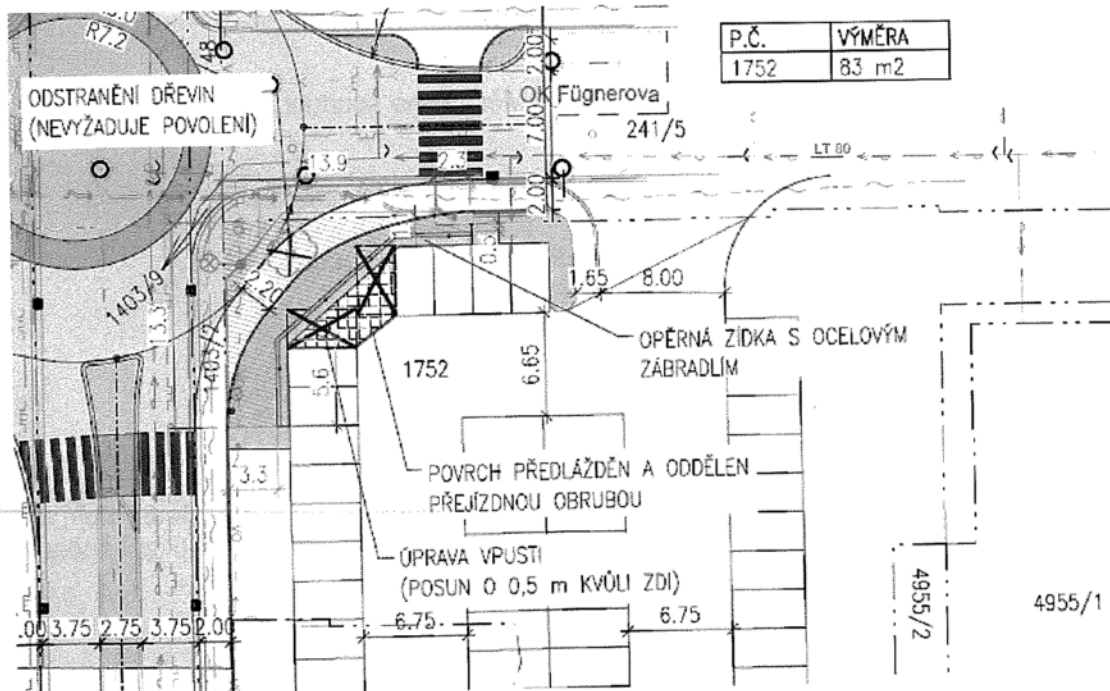 R7.2
P.Č. VÝMĚRA
1752 83 m2
ODSTRANĚNÍ DŘEVIN
(NEVYŽADUJE POVOLENÍ)
2.00
OK Fügnerova
7.00
241/5
13.9
2.3
LT 80
2.00
0.5
1403/9
2.20
1.65
8.00
13.3
1403/2
OPĚRNÁ ZÍDKA S OCELOVÝM
ZÁBRADLÍM
1752
5.6
6.65
3.3
POVRCH PŘEDLÁŽDĚN A ODDĚLEN
PŘEJÍZDNOU OBRUBOU
ÚPRAVA VPUSTI
(POSUN O 0,5 m KVŮLI ZDI)
4955/2
4955/1
.00 3.75 2.75 3.75 2.00
6.75
6.75